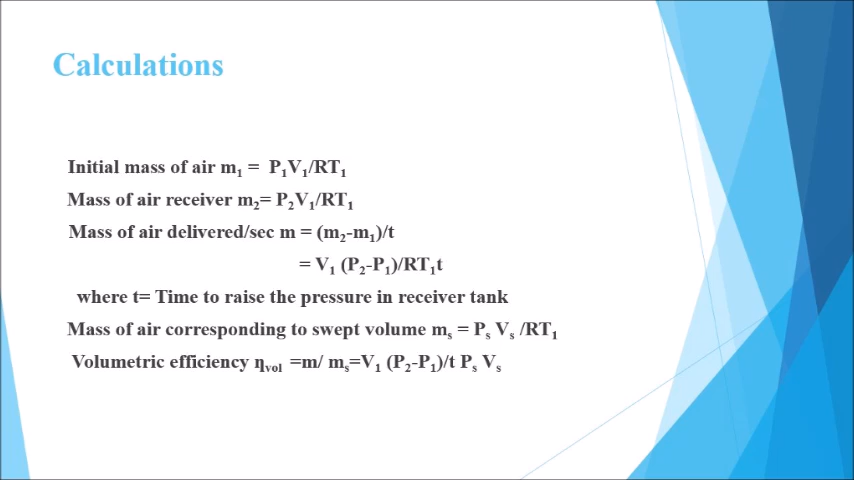 Calculations
Initial mass of air m₁ = P₁V₁/RT₁
Mass of air receiver m₂= P₂V₁/RT₁
Mass of air delivered/sec m = (m₂-m₁)/t
= V₁ (P₂-P₁)/RT₁t
where t= Time to raise the pressure in receiver tank
Mass of air corresponding to swept volume mₛ = Pₛ Vₛ /RT₁
Volumetric efficiency ηᵥₒₗ =m/ mₛ=V₁ (P₂-P₁)/t Pₛ Vₛ